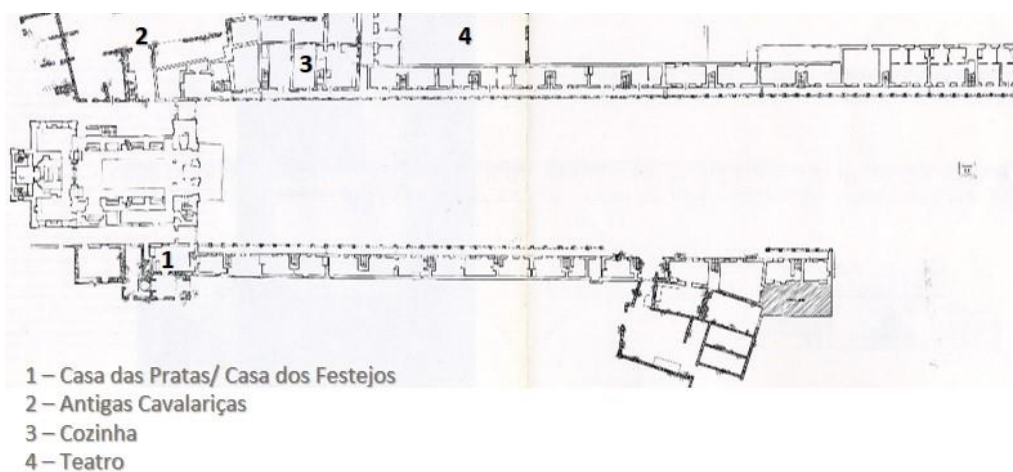 2
4
3
1
1 – Casa das Pratas/ Casa dos Festejos
2 – Antigas Cavalariças
3 – Cozinha
4 – Teatro